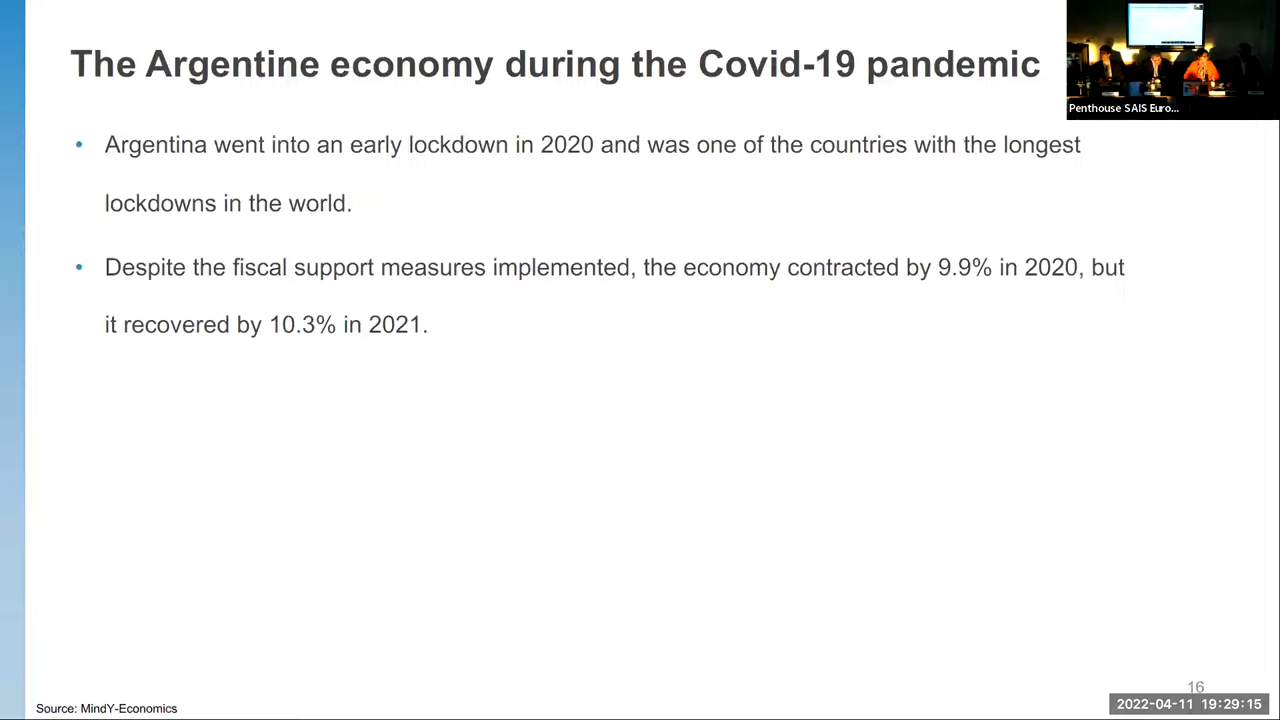 The Argentine economy during the Covid-19 pandemic
Penthouse SAIS Euro...
• Argentina went into an early lockdown in 2020 and was one of the countries with the longest
lockdowns in the world.
• Despite the fiscal support measures implemented, the economy contracted by 9.9% in 2020, but
it recovered by 10.3% in 2021.
16
Source: MindY-Economics
2022-04-11 19:29:15